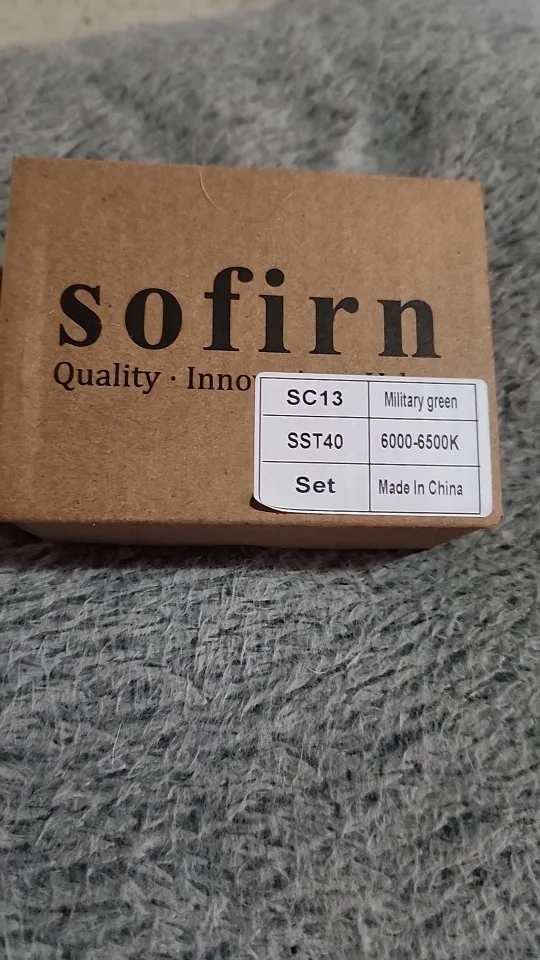 sofirn
Quality · Inno
SC13 Military green
SST40 6000-6500K
Set Made In China